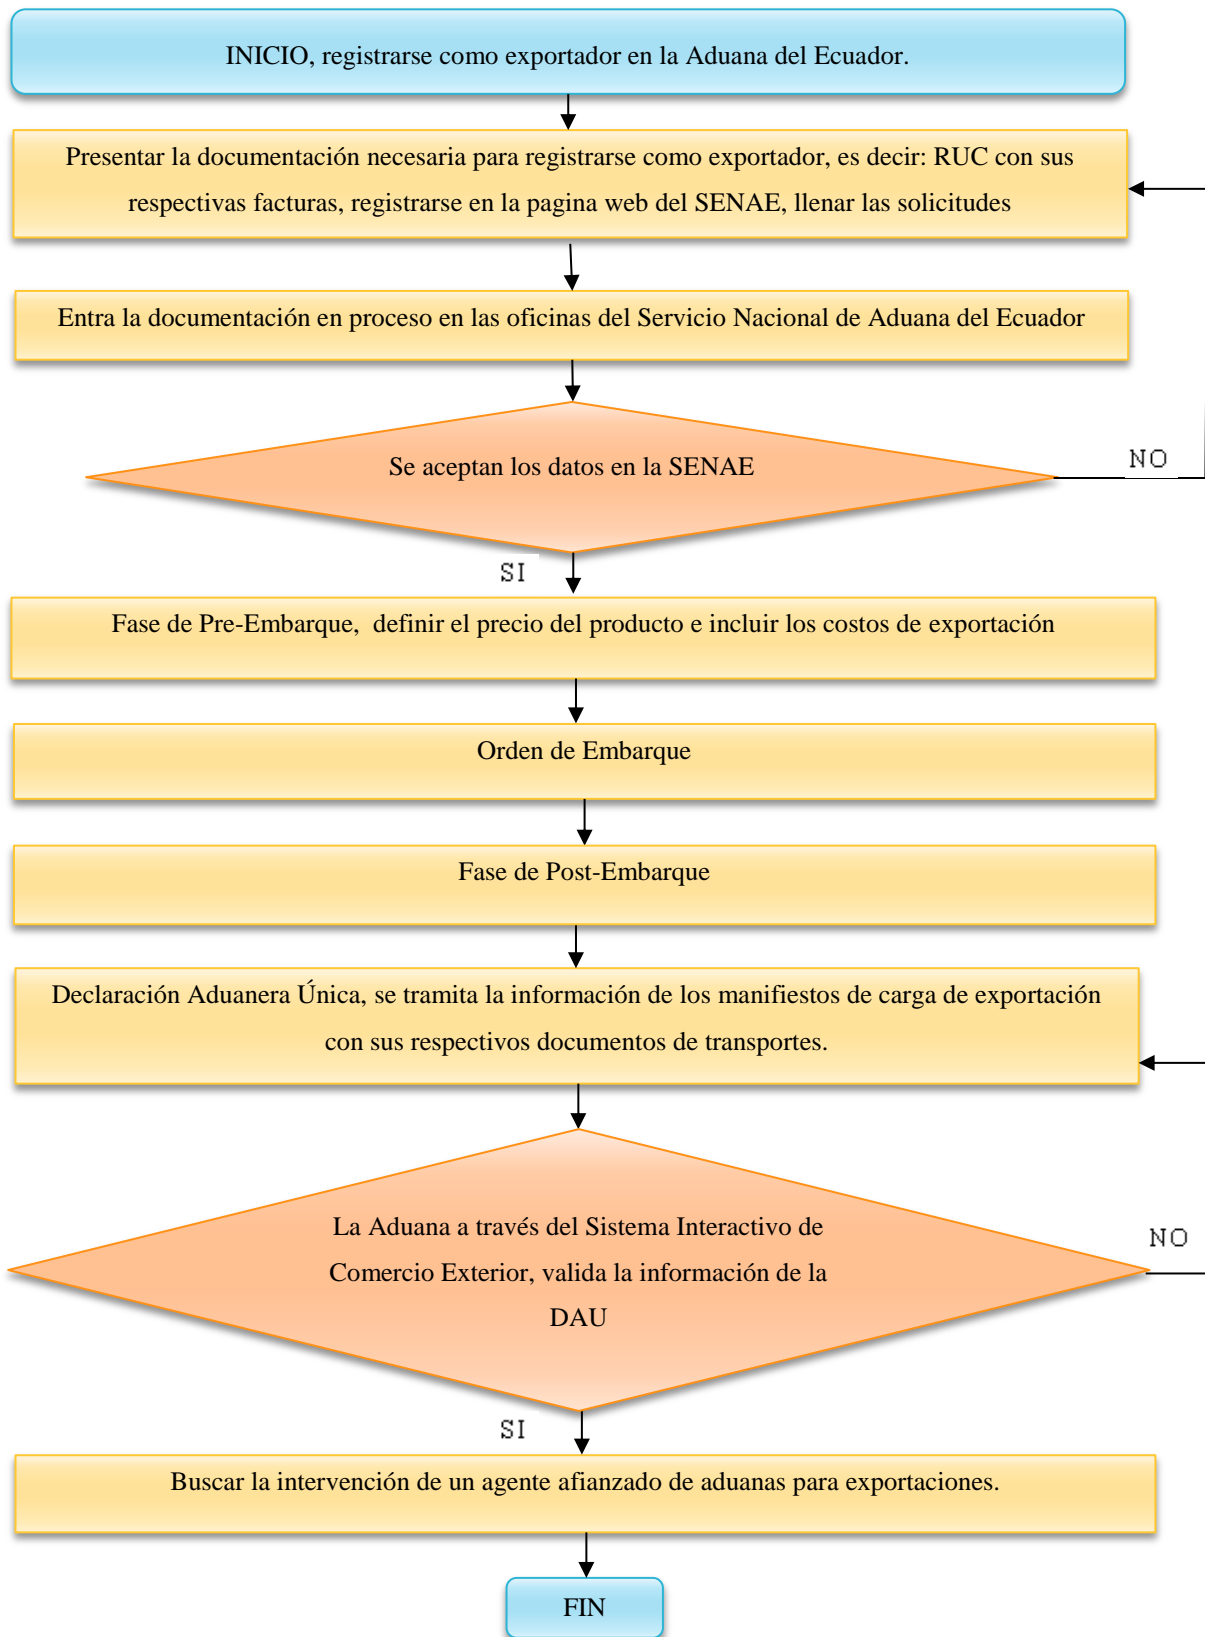 INICIO, registrarse como exportador en la Aduana del Ecuador.
Presentar la documentación necesaria para registrarse como exportador, es decir: RUC con sus
respectivas facturas, registrarse en la pagina web del SENAE, llenar las solicitudes
Entra la documentación en proceso en las oficinas del Servicio Nacional de Aduana del Ecuador
Se aceptan los datos en la SENAE
NO
SI
Fase de Pre-Embarque,  definir el precio del producto e incluir los costos de exportación
Orden de Embarque
Fase de Post-Embarque
Declaración Aduanera Única, se tramita la información de los manifiestos de carga de exportación
con sus respectivos documentos de transportes.
La Aduana a través del Sistema Interactivo de
Comercio Exterior, valida la información de la
DAU
NO
SI
Buscar la intervención de un agente afianzado de aduanas para exportaciones.
FIN